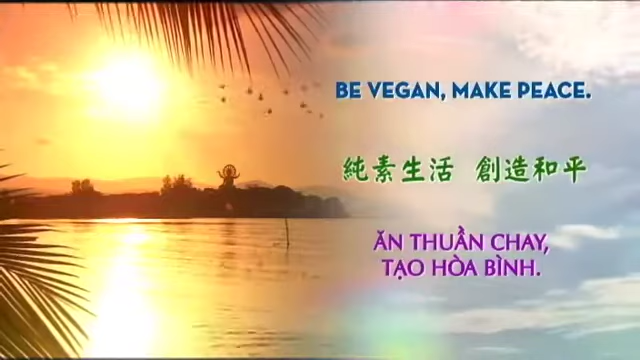 BE VEGAN, MAKE PEACE.
純素生活 創造和平
ĂN THUẦN CHAY,
TẠO HÒA BÌNH.